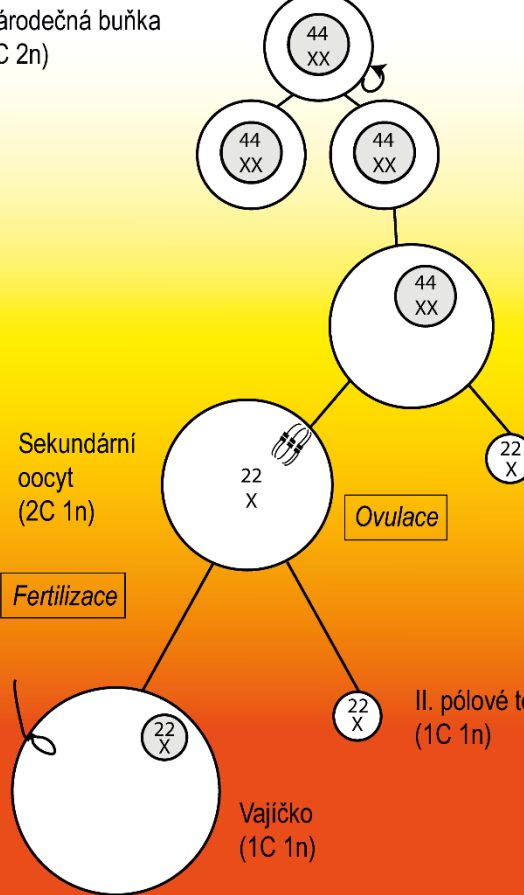 árodečná buňka
C 2n)
44
XX
44
XX
44
XX
44
XX
Sekundární
oocyt
(2C 1n)
22
X
22
X
Ovulace
Fertilizace
22
X
22
X
II. pólové tě
(1C 1n)
Vajíčko
(1C 1n)